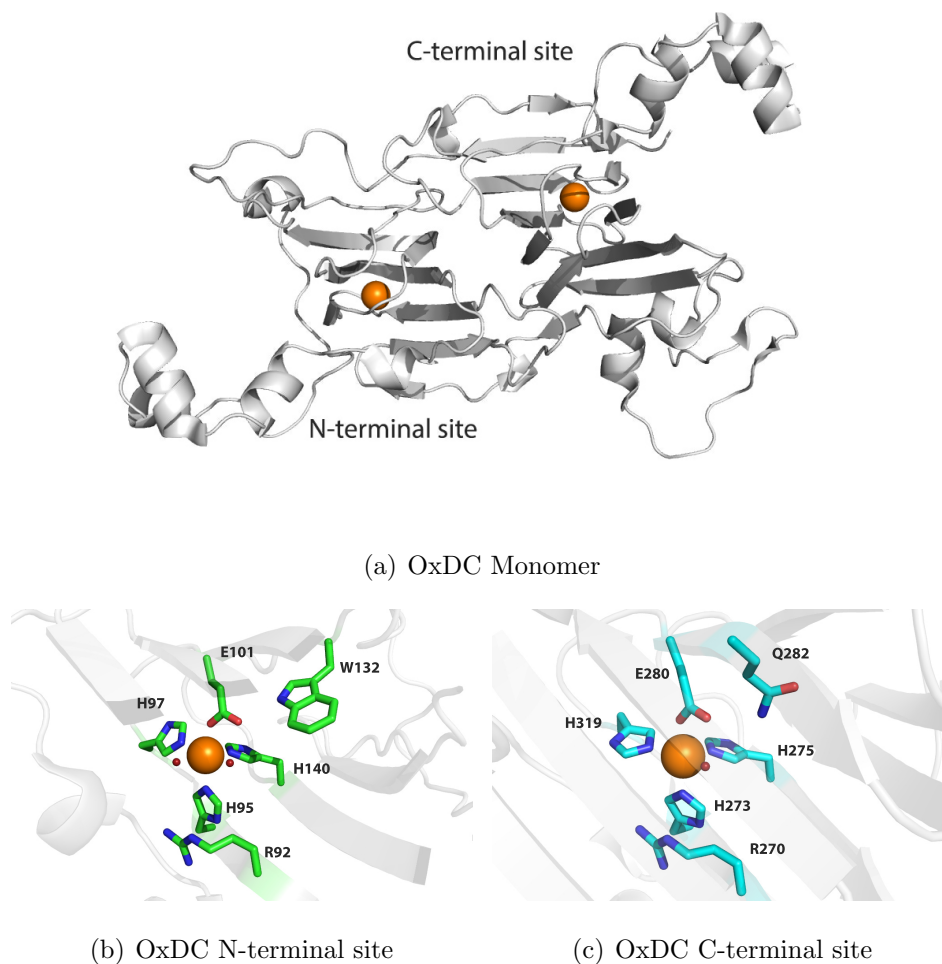 C-terminal site
N-terminal site
(a) OxDC Monomer
E101
W132
H97
H140
H95
R92
(b) OxDC N-terminal site
Q282
E280
H319
H275
H273
R270
(c) OxDC C-terminal site